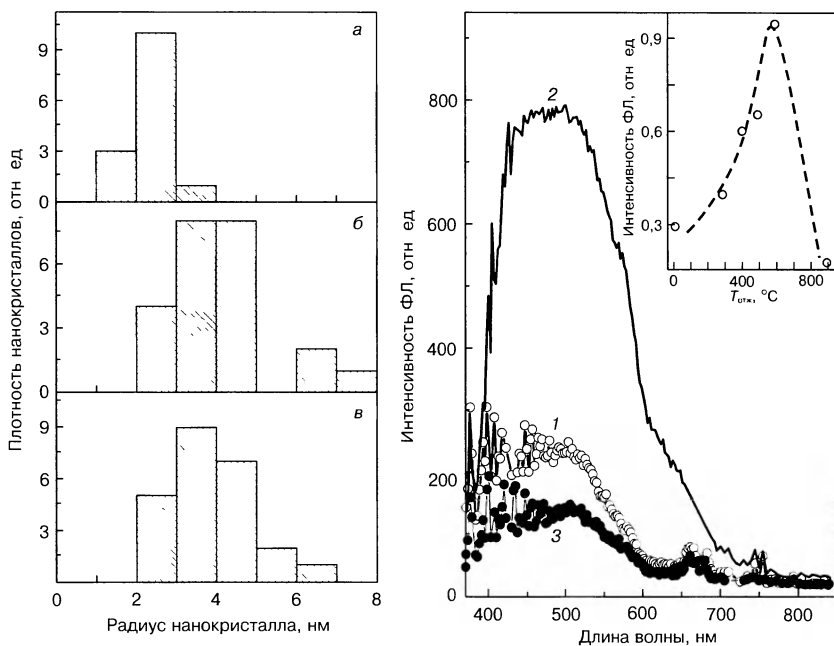 Плотность нанокристаллов, отн ед
а
9
6
3
0
б
9
6
3
0
в
9
6
3
0 2 4 6 8
Радиус нанокристалла, нм
Интенсивность ФЛ, отн ед
800
600
400
200
0
2
1
3
400 500 600 700 800
Длина волны, нм
Интенсивность ФЛ, отн ед
0,9
0,6
0,3
0 400 800
Tотж, °C